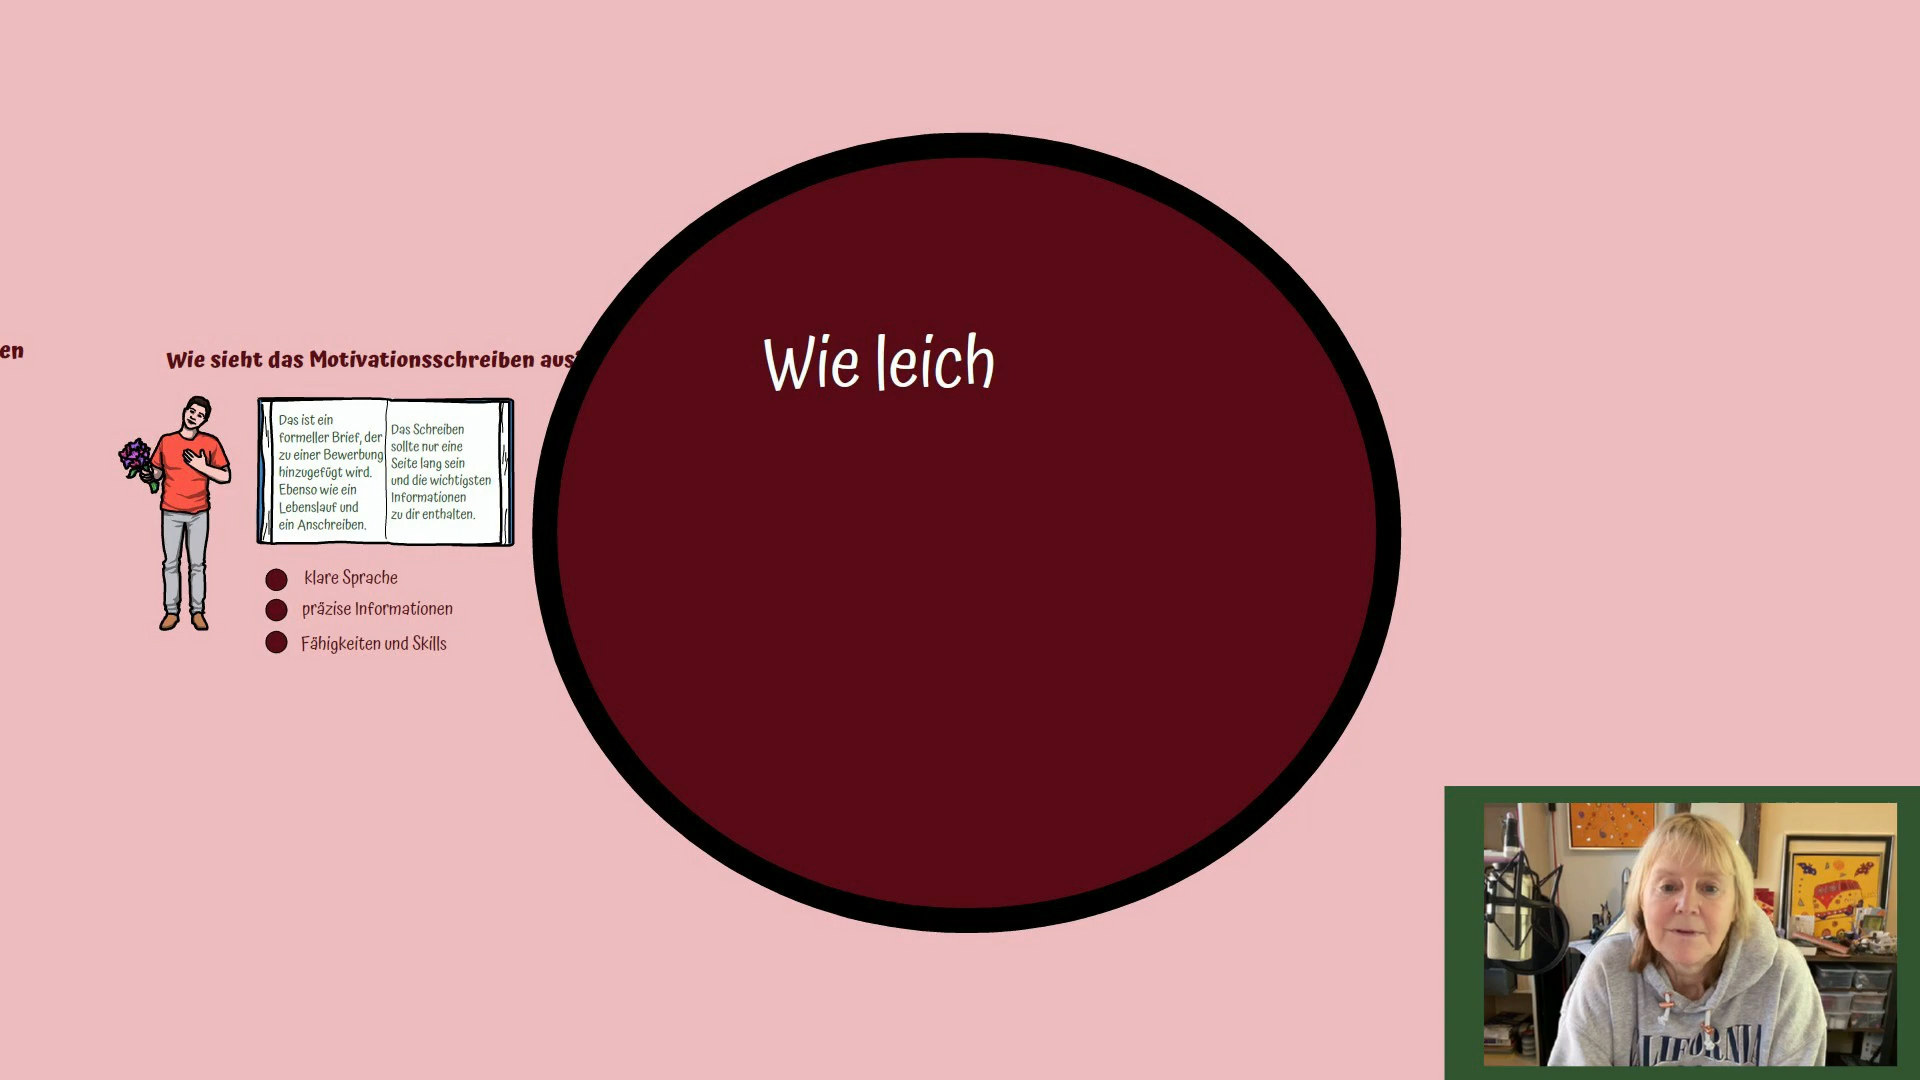 en
Wie sieht das Motivationsschreiben aus?
Das ist ein
formeller Brief, der
zu einer Bewerbung
hinzugefügt wird.
Ebenso wie ein
Lebenslauf und
ein Anschreiben.
Das Schreiben
sollte nur eine
Seite lang sein
und die wichtigsten
Informationen
zu dir enthalten.
klare Sprache
präzise Informationen
Fähigkeiten und Skills
Wie leich